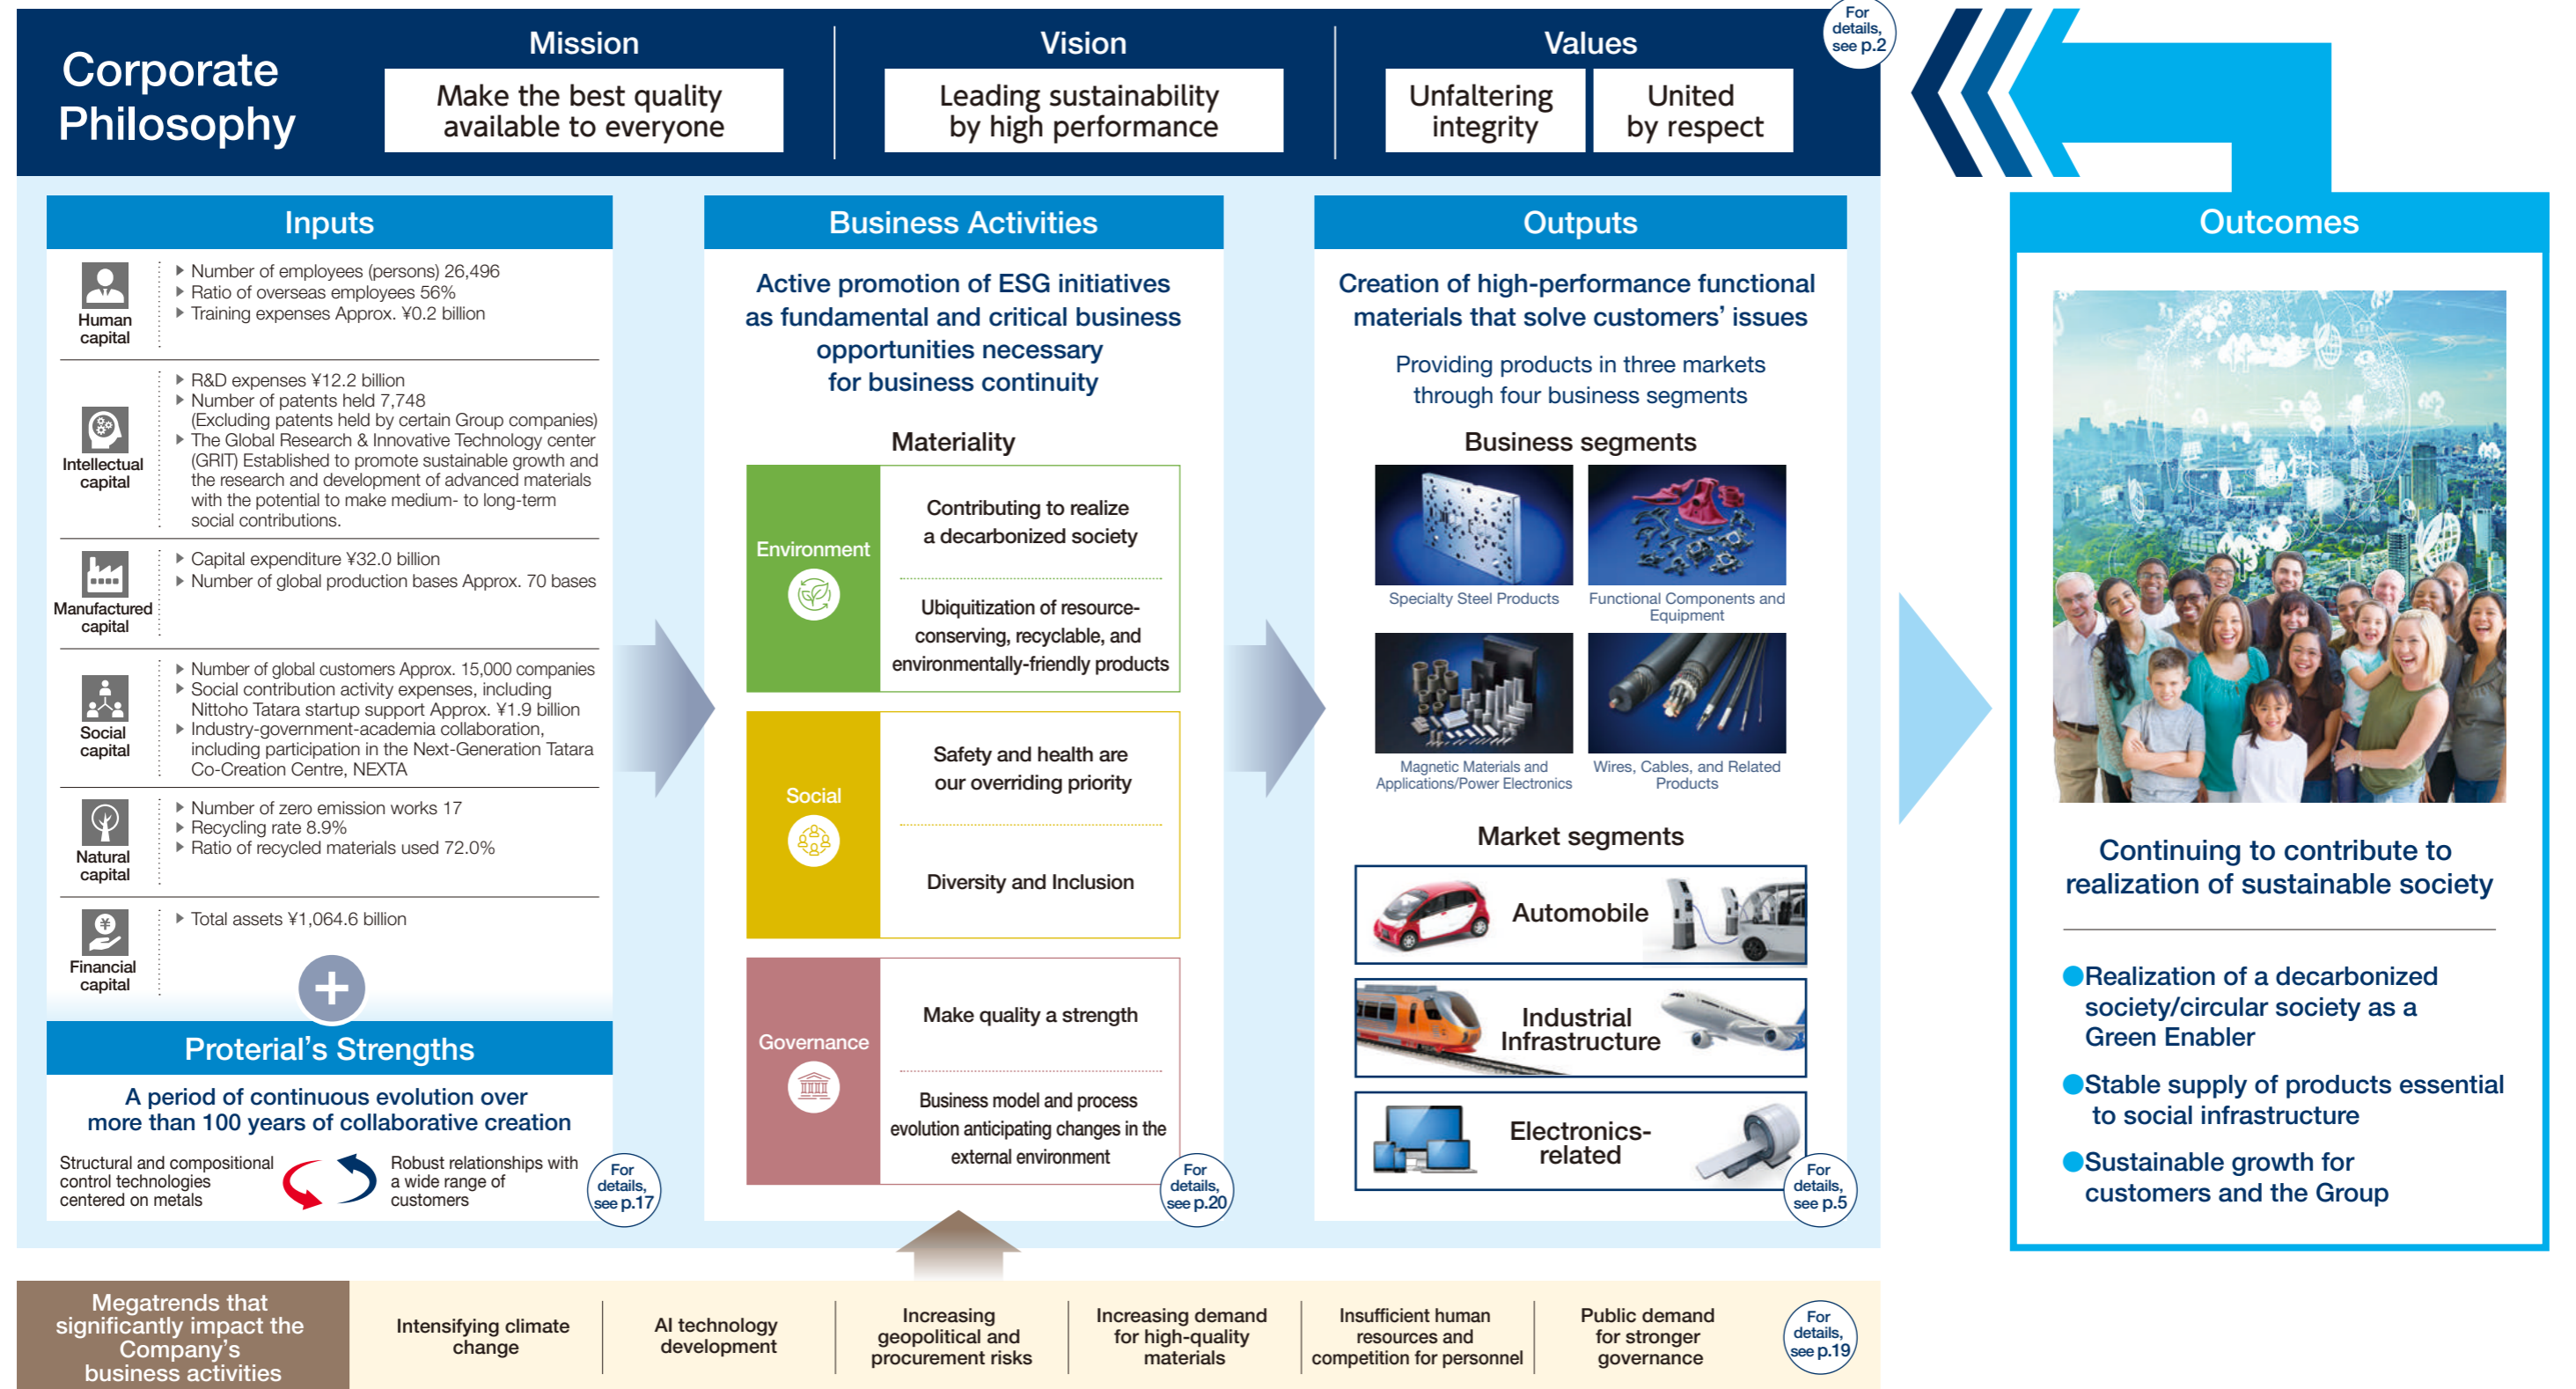 Corporate
Philosophy
Mission
Make the best quality
available to everyone
Vision
Leading sustainability
by high performance
Values
Unfaltering
integrity
United
by respect
For
details,
see p.2
Inputs
Human
capital
Number of employees (persons) 26,496
Ratio of overseas employees 56%
Training expenses Approx. ¥0.2 billion
Intellectual
capital
R&D expenses ¥12.2 billion
Number of patents held 7,748
(Excluding patents held by certain Group companies)
The Global Research & Innovative Technology center
(GRIT) Established to promote sustainable growth and
the research and development of advanced materials
with the potential to make medium- to long-term
social contributions.
Manufactured
capital
Capital expenditure ¥32.0 billion
Number of global production bases Approx. 70 bases
Social
capital
Number of global customers Approx. 15,000 companies
Social contribution activity expenses, including
Nittoho Tatara startup support Approx. ¥1.9 billion
Industry-government-academia collaboration,
including participation in the Next-Generation Tatara
Co-Creation Centre, NEXTA
Natural
capital
Number of zero emission works 17
Recycling rate 8.9%
Ratio of recycled materials used 72.0%
Financial
capital
Total assets ¥1,064.6 billion
+
Proterial's Strengths
A period of continuous evolution over
more than 100 years of collaborative creation
Structural and compositional
control technologies
centered on metals
Robust relationships with
a wide range of
customers
For
details,
see p.17
Business Activities
Active promotion of ESG initiatives
as fundamental and critical business
opportunities necessary
for business continuity
Materiality
Environment
Contributing to realize
a decarbonized society
Ubiquitization of resource-
conserving, recyclable, and
environmentally-friendly products
Social
Safety and health are
our overriding priority
Diversity and Inclusion
Governance
Make quality a strength
Business model and process
evolution anticipating changes in the
external environment
For
details,
see p.20
Outputs
Creation of high-performance functional
materials that solve customers' issues
Providing products in three markets
through four business segments
Business segments
Specialty Steel Products
Functional Components and
Equipment
Magnetic Materials and
Applications/Power Electronics
Wires, Cables, and Related
Products
Market segments
Automobile
Industrial
Infrastructure
Electronics-
related
For
details,
see p.5
Outcomes
Continuing to contribute to
realization of sustainable society
Realization of a decarbonized
society/circular society as a
Green Enabler
Stable supply of products essential
to social infrastructure
Sustainable growth for
customers and the Group
Megatrends that
significantly impact the
Company's
business activities
Intensifying climate
change
AI technology
development
Increasing
geopolitical and
procurement risks
Increasing demand
for high-quality
materials
Insufficient human
resources and
competition for personnel
Public demand
for stronger
governance
For
details,
see p.19